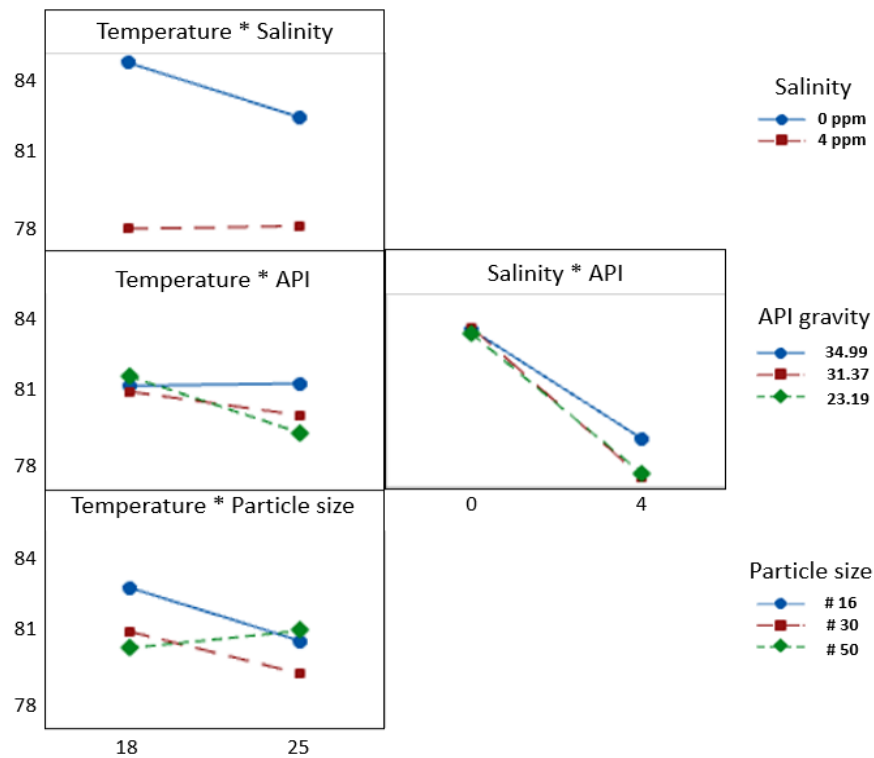 Temperature * Salinity
84
81
78
Salinity
0 ppm
4 ppm
Temperature * API
84
81
78
Salinity * API
0 4
API gravity
34.99
31.37
23.19
Temperature * Particle size
84
81
78
18 25
Particle size
# 16
# 30
# 50